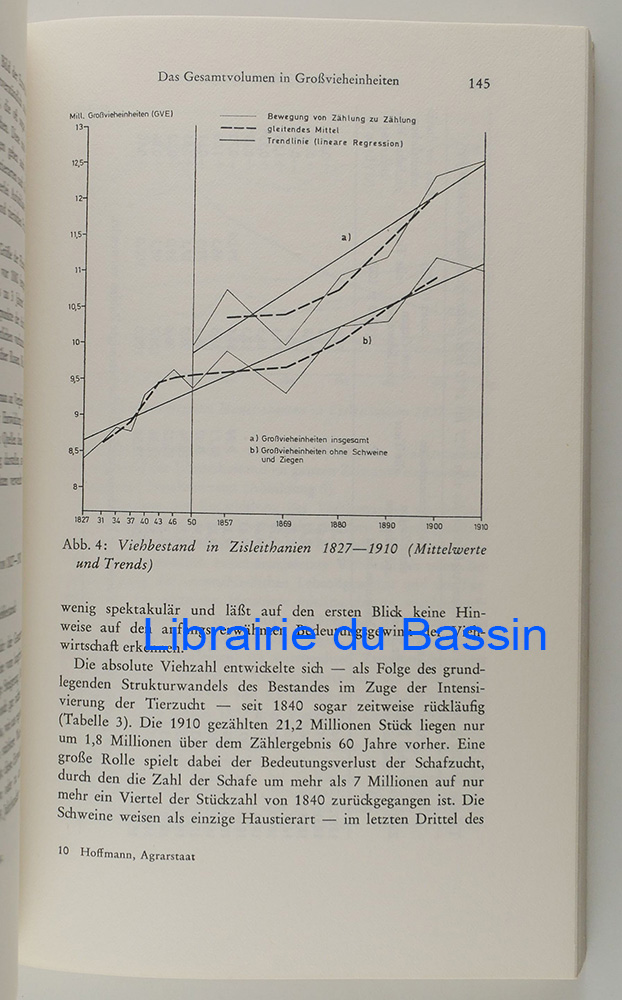 Das Gesamtvolumen in Großvieheinheiten 145
Mill. Großvieheinheiten (GVE)
Bewegung von Zählung zu Zählung
gleitendes Mittel
Trendlinie (lineare Regression)
13
12,5
12
11,5
11
10,5
10
9,5
9
8,5
8
a)
b)
a) Großvieheinheiten insgesamt
b) Großvieheinheiten ohne Schweine
und Ziegen
1827 31 34 37 40 43 46 50 1857 1869 1880 1890 1900 1910
Abb. 4: Viehbestand in Zisleithanien 1827—1910 (Mittelwerte
und Trends)
wenig spektakulär und läßt auf den ersten Blick keine Hin-
weise auf den anfangs erwähnten Bedeutungsgewinn der Vieh-
wirtschaft erkennen.
Librairie du Bassin
Die absolute Viehzahl entwickelte sich — als Folge des grund-
legenden Strukturwandels des Bestandes im Zuge der Intensi-
vierung der Tierzucht — seit 1840 sogar zeitweise rückläufig
(Tabelle 3). Die 1910 gezählten 21,2 Millionen Stück liegen nur
um 1,8 Millionen über dem Zählergebnis 60 Jahre vorher. Eine
große Rolle spielt dabei der Bedeutungsverlust der Schafzucht,
durch den die Zahl der Schafe um mehr als 7 Millionen auf nur
mehr ein Viertel der Stückzahl von 1840 zurückgegangen ist. Die
Schweine weisen als einzige Haustierart — im letzten Drittel des
10 Hoffmann, Agrarstaat